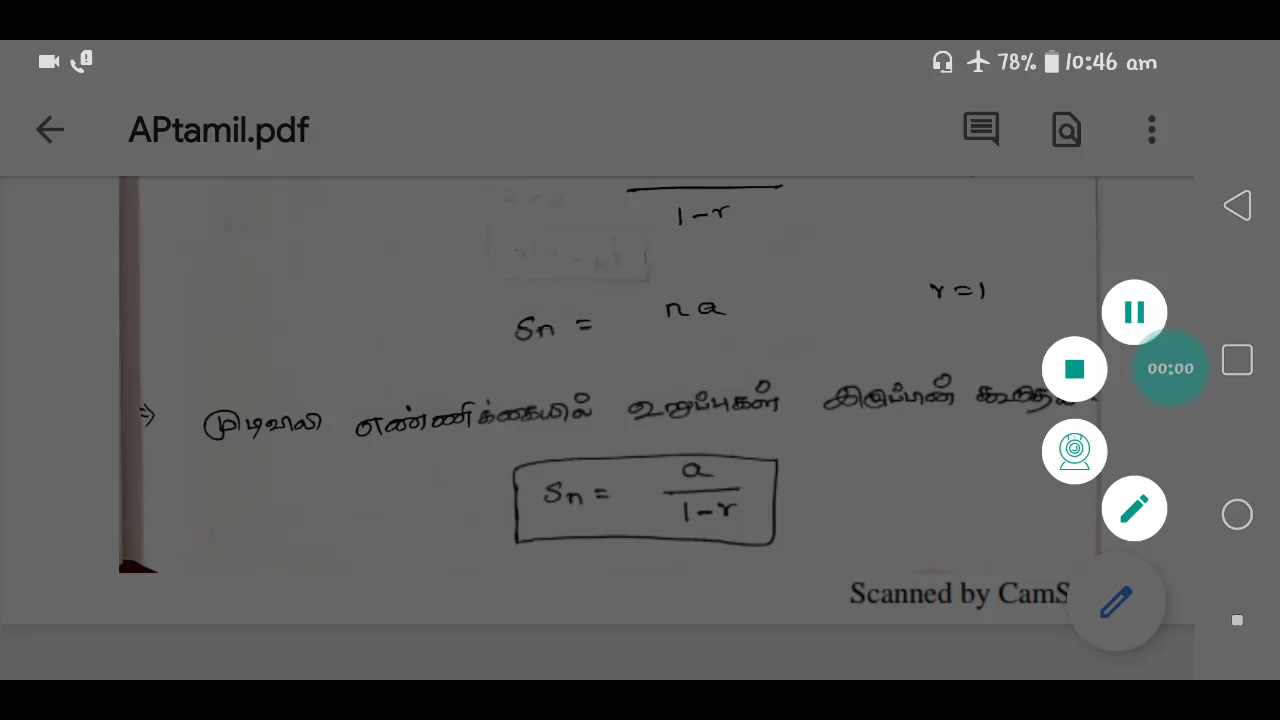 78% 10:46 am
APtamil.pdf
1-r
Sn = na r=1
⇒ முடிவிலி எண்ணிக்கையில் உறுப்புகள் இருப்பின்
00:00
Sn = a
1-r
Scanned by CamS